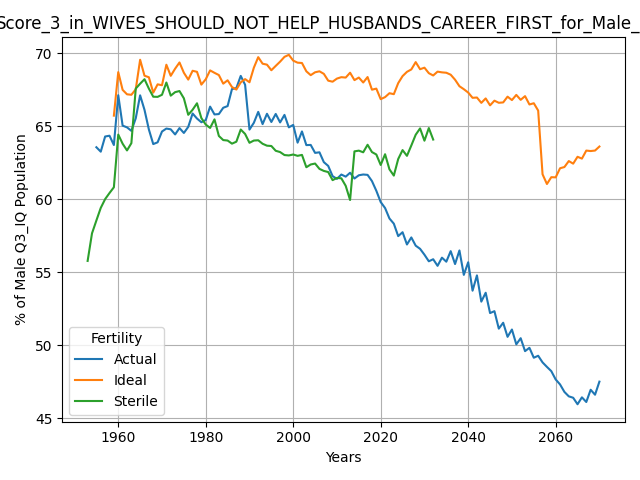 Score_3_in_WIVES_SHOULD_NOT_HELP_HUSBANDS_CAREER_FIRST_for_Male_
% of Male Q3_IQ Population
70
65
60
55
50
45
Fertility
Actual
Ideal
Sterile
1960 1980 2000 2020 2040 2060
Years